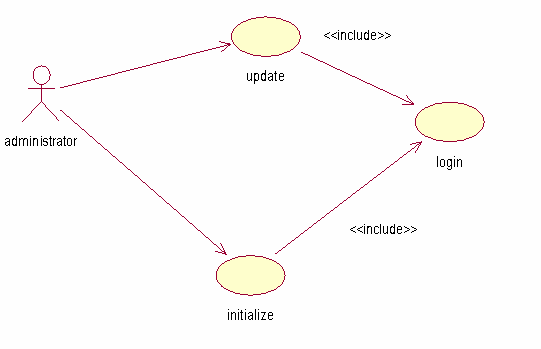 <<include>>
update
administrator
login
<<include>>
initialize